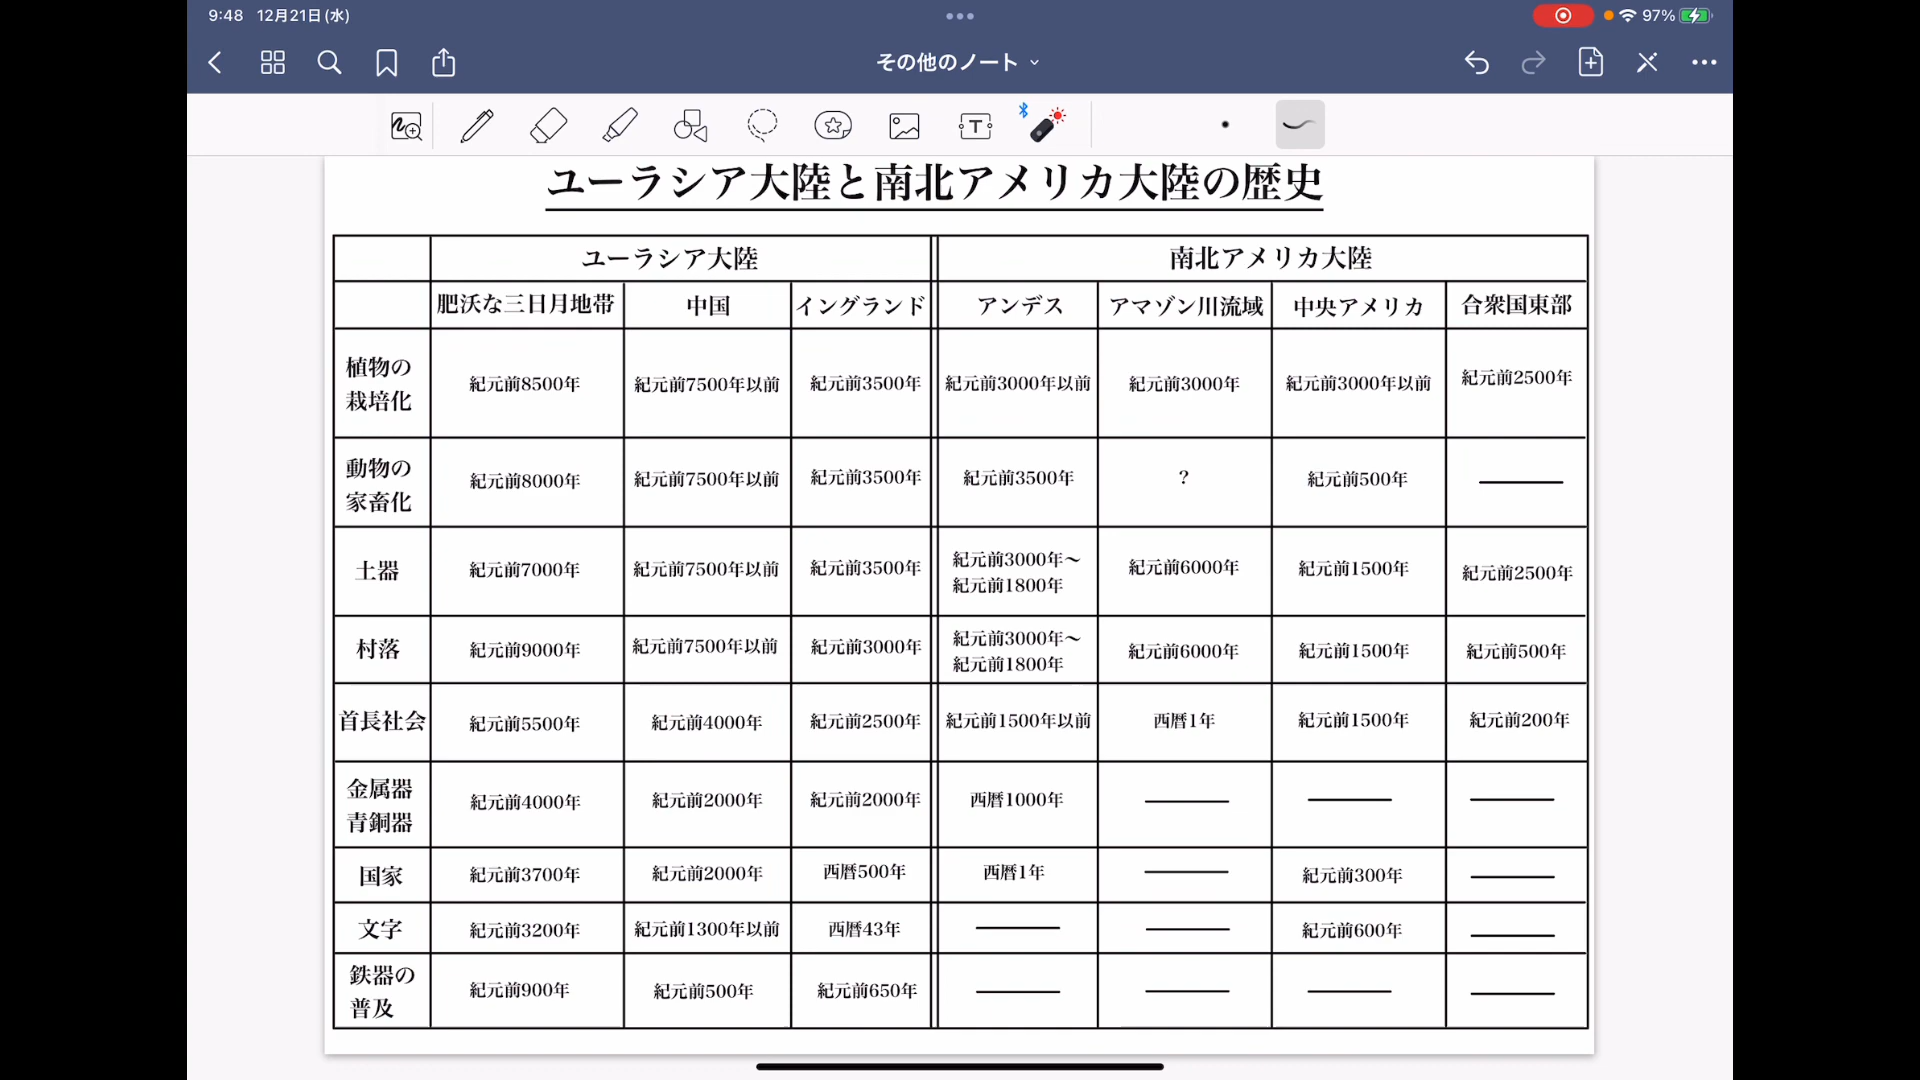 9:48 12月21日(水)
97%
その他のノート
ユーラシア大陸と南北アメリカ大陸の歴史
ユーラシア大陸 南北アメリカ大陸
肥沃な三日月地帯 中国 イングランド アンデス アマゾン川流域 中央アメリカ 合衆国東部
植物の
栽培化
紀元前8500年 紀元前7500年以前 紀元前3500年 紀元前3000年以前 紀元前3000年 紀元前3000年以前 紀元前2500年
動物の
家畜化
紀元前8000年 紀元前7500年以前 紀元前3500年 紀元前3500年 ? 紀元前500年 ―
土器 紀元前7000年 紀元前7500年以前 紀元前3500年 紀元前3000年〜
紀元前1800年
紀元前6000年 紀元前1500年 紀元前2500年
村落 紀元前9000年 紀元前7500年以前 紀元前3000年 紀元前3000年〜
紀元前1800年
紀元前6000年 紀元前1500年 紀元前500年
首長社会 紀元前5500年 紀元前4000年 紀元前2500年 紀元前1500年以前 西暦1年 紀元前1500年 紀元前200年
金属器
青銅器
紀元前4000年 紀元前2000年 紀元前2000年 西暦1000年 ― ― ―
国家 紀元前3700年 紀元前2000年 西暦500年 西暦1年 ― 紀元前300年 ―
文字 紀元前3200年 紀元前1300年以前 西暦43年 ― ― 紀元前600年 ―
鉄器の
普及
紀元前900年 紀元前500年 紀元前650年 ― ― ― ―